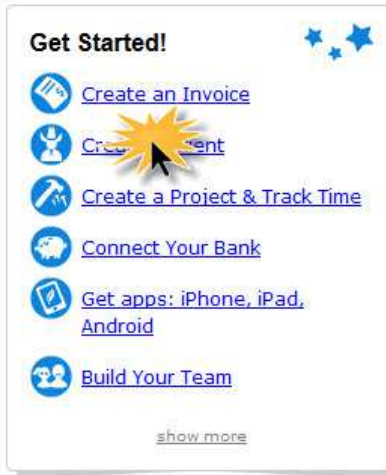 Get Started!
Create an Invoice
Create a Project & Track Time
Connect Your Bank
Get apps: iPhone, iPad,
Android
Build Your Team
show more